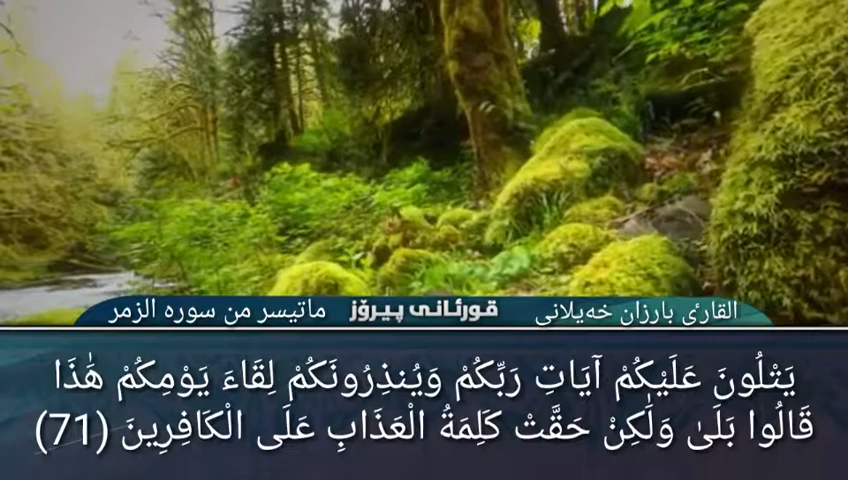 القارئ بارزان خەیلانی قورئانی پیرۆز ماتيسر من سوره الزمر
يَتْلُونَ عَلَيْكُمْ آيَاتِ رَبِّكُمْ وَيُنذِرُونَكُمْ لِقَاءَ يَوْمِكُمْ هَٰذَا
قَالُوا بَلَىٰ وَلَٰكِنْ حَقَّتْ كَلِمَةُ الْعَذَابِ عَلَى الْكَافِرِينَ (71)